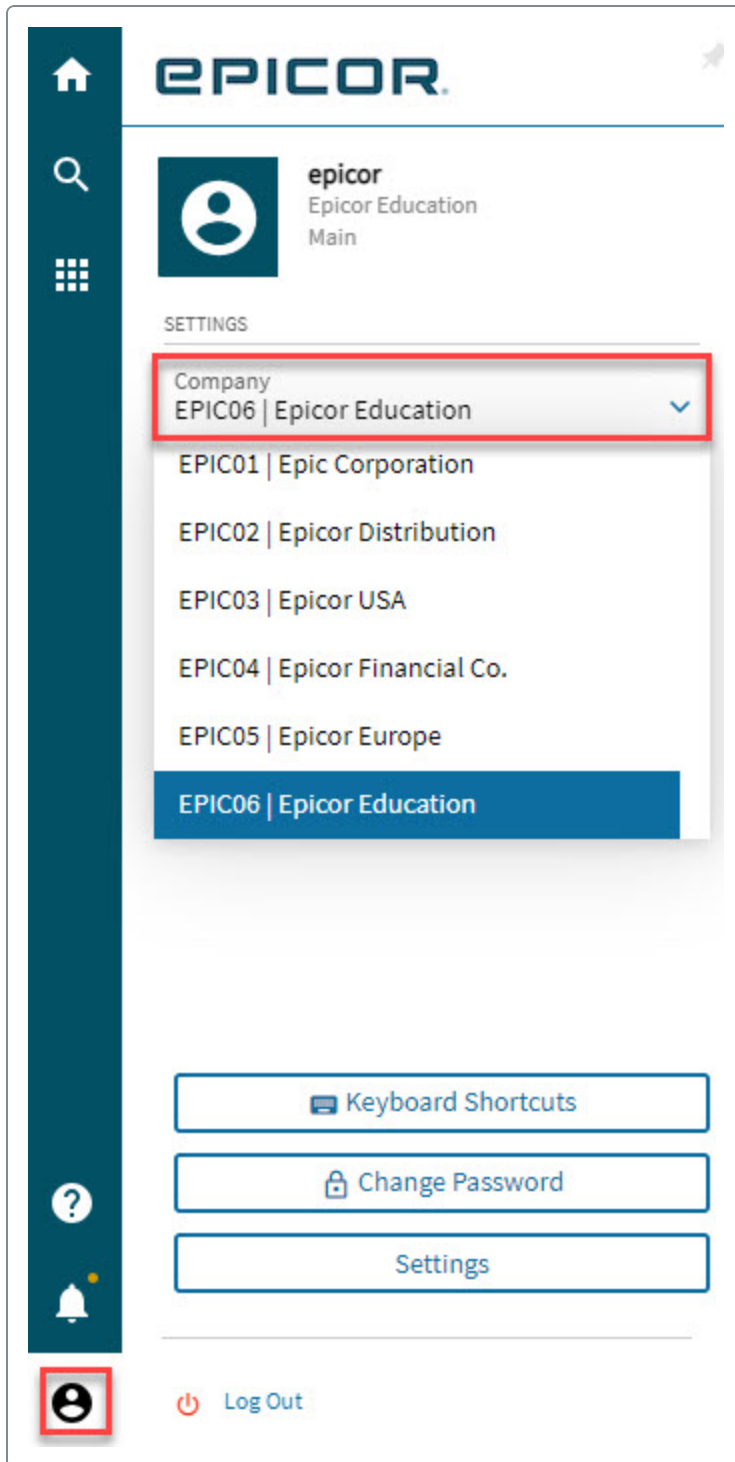 EPICOR.
epicor
Epicor Education
Main
SETTINGS
Company
EPIC06 | Epicor Education
EPIC01 | Epic Corporation
EPIC02 | Epicor Distribution
EPIC03 | Epicor USA
EPIC04 | Epicor Financial Co.
EPIC05 | Epicor Europe
EPIC06 | Epicor Education
Keyboard Shortcuts
Change Password
Settings
Log Out